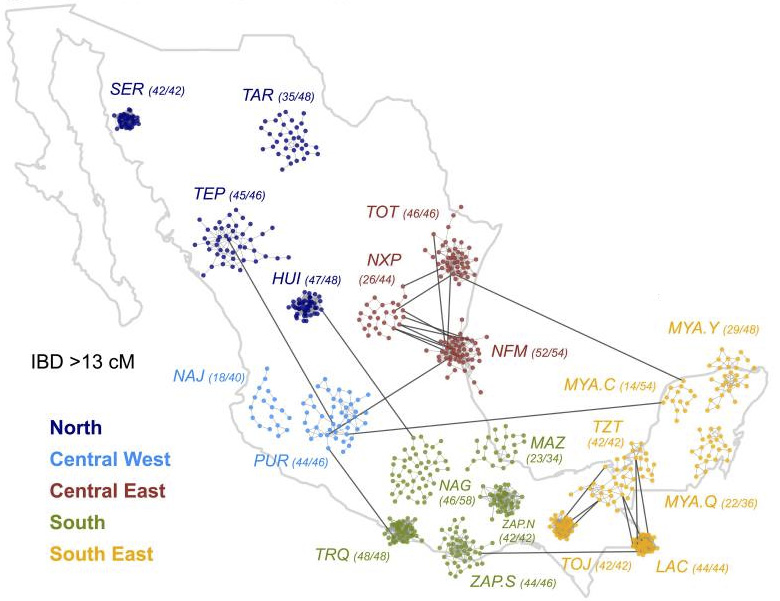 SER (42/42)
TAR (35/48)
TEP (45/46)
TOT (46/46)
NXP
(26/44)
HUI (47/48)
MYA.Y (29/48)
NFM (52/54)
IBD >13 cM
NAJ (18/40)
MYA.C (14/54)
North
TZT
(42/42)
MAZ
(23/34)
Central West
PUR (44/46)
Central East
NAG
(46/58)
MYA.Q (22/36)
South
ZAP.N
(42/42)
South East
TRQ (48/48)
TOJ (42/42)
LAC (44/44)
ZAP.S (44/46)